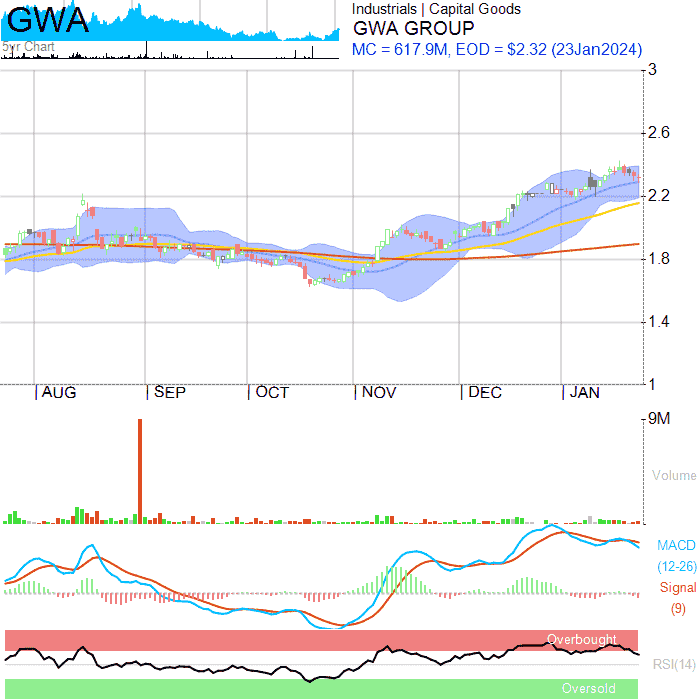 GWA
5yr Chart
Industrials | Capital Goods
GWA GROUP
MC = 617.9M, EOD = $2.32 (23Jan2024)
3
2.6
2.2
1.8
1.4
1
|AUG |SEP |OCT |NOV |DEC |JAN
9M
Volume
MACD
(12-26)
Signal
(9)
Overbought
RSI(14)
Oversold